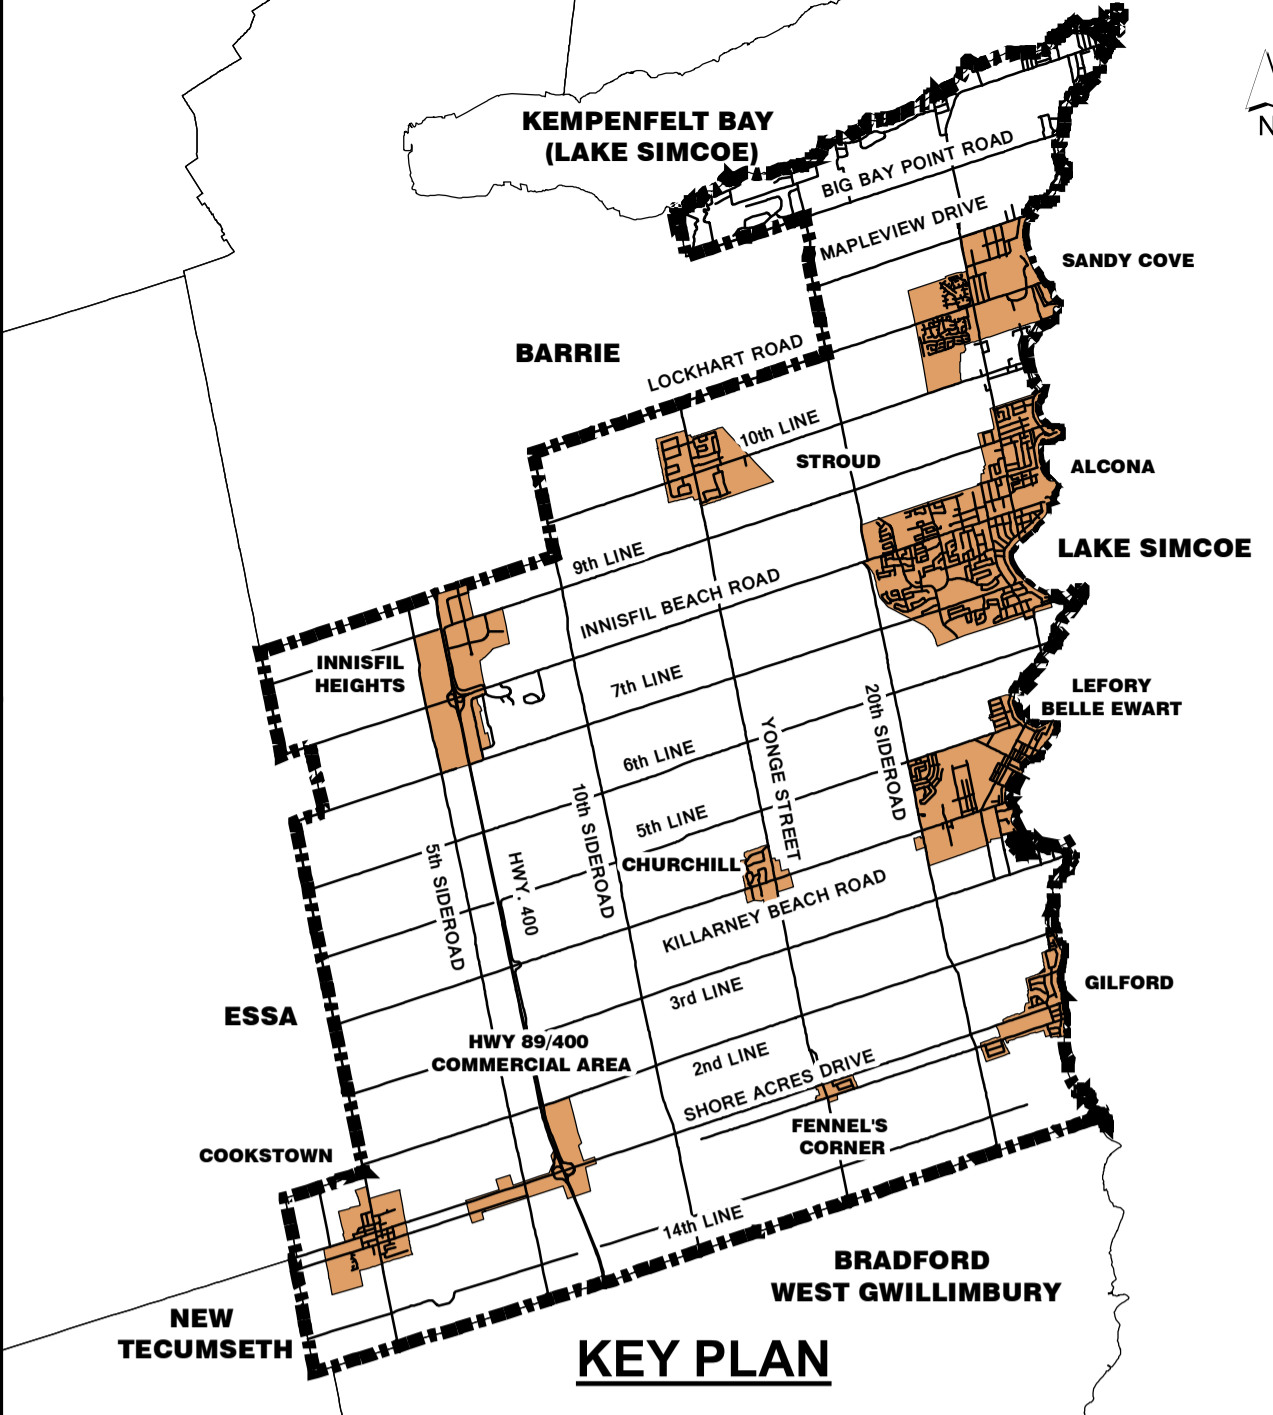 KEMPENFELT BAY
(LAKE SIMCOE)
N
BIG BAY POINT ROAD
MAPLEVIEW DRIVE
SANDY COVE
BARRIE
LOCKHART ROAD
10th LINE
STROUD
ALCONA
LAKE SIMCOE
9th LINE
INNISFIL BEACH ROAD
INNISFIL
HEIGHTS
7th LINE
LEFORY
BELLE EWART
20th SIDEROAD
YONGE STREET
6th LINE
10th SIDEROAD
5th LINE
CHURCHILL
5th SIDEROAD
HWY. 400
KILLARNEY BEACH ROAD
3rd LINE
GILFORD
ESSA
HWY 89/400
COMMERCIAL AREA
2nd LINE
SHORE ACRES DRIVE
FENNEL'S
CORNER
COOKSTOWN
14th LINE
BRADFORD
WEST GWILLIMBURY
NEW
TECUMSETH
KEY PLAN